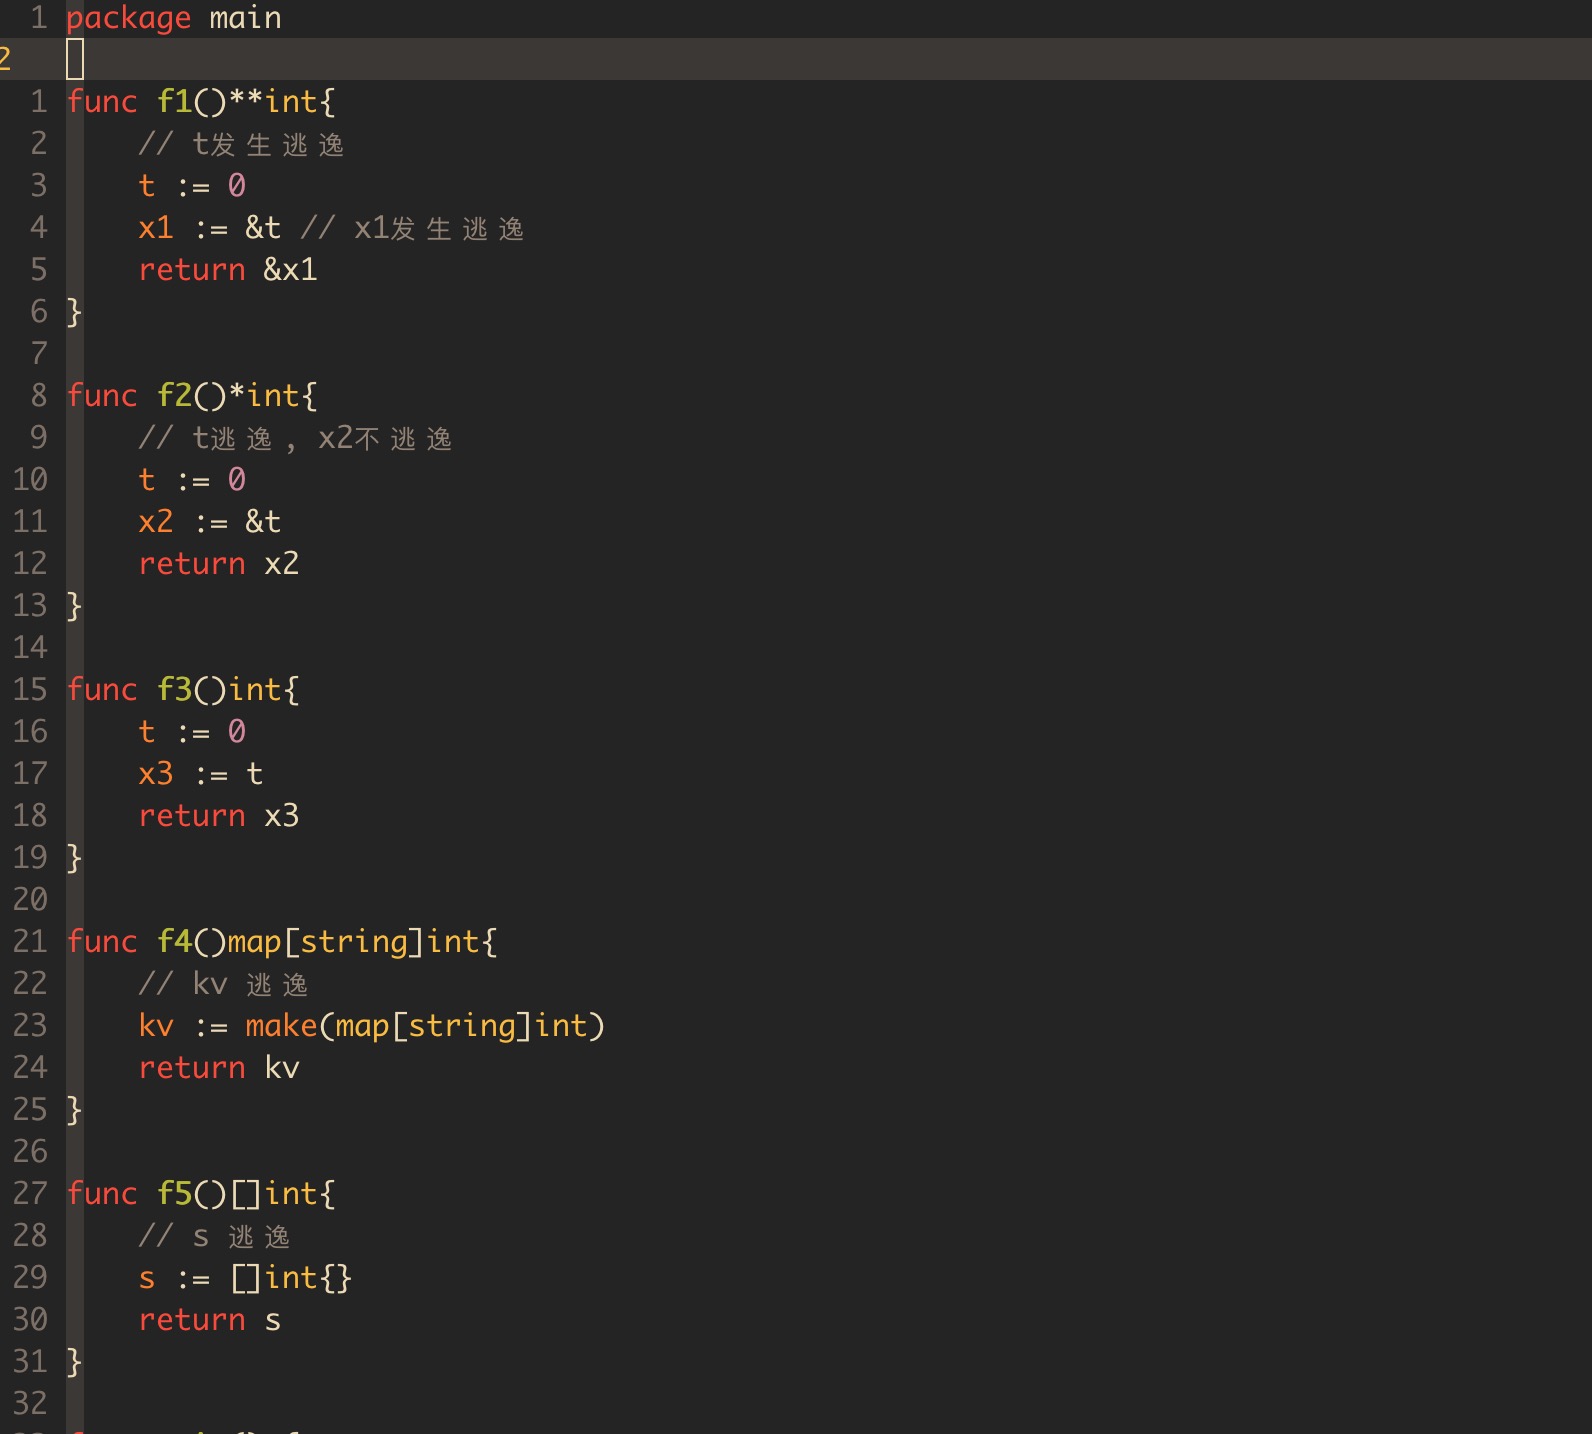 1 package main
2
1 func f1()**int{
2 // t发生逃逸
3 t := 0
4 x1 := &t // x1发生逃逸
5 return &x1
6 }
7
8 func f2()*int{
9 // t逃逸, x2不逃逸
10 t := 0
11 x2 := &t
12 return x2
13 }
14
15 func f3()int{
16 t := 0
17 x3 := t
18 return x3
19 }
20
21 func f4()map[string]int{
22 // kv 逃逸
23 kv := make(map[string]int)
24 return kv
25 }
26
27 func f5()[]int{
28 // s 逃逸
29 s := []int{}
30 return s
31 }
32